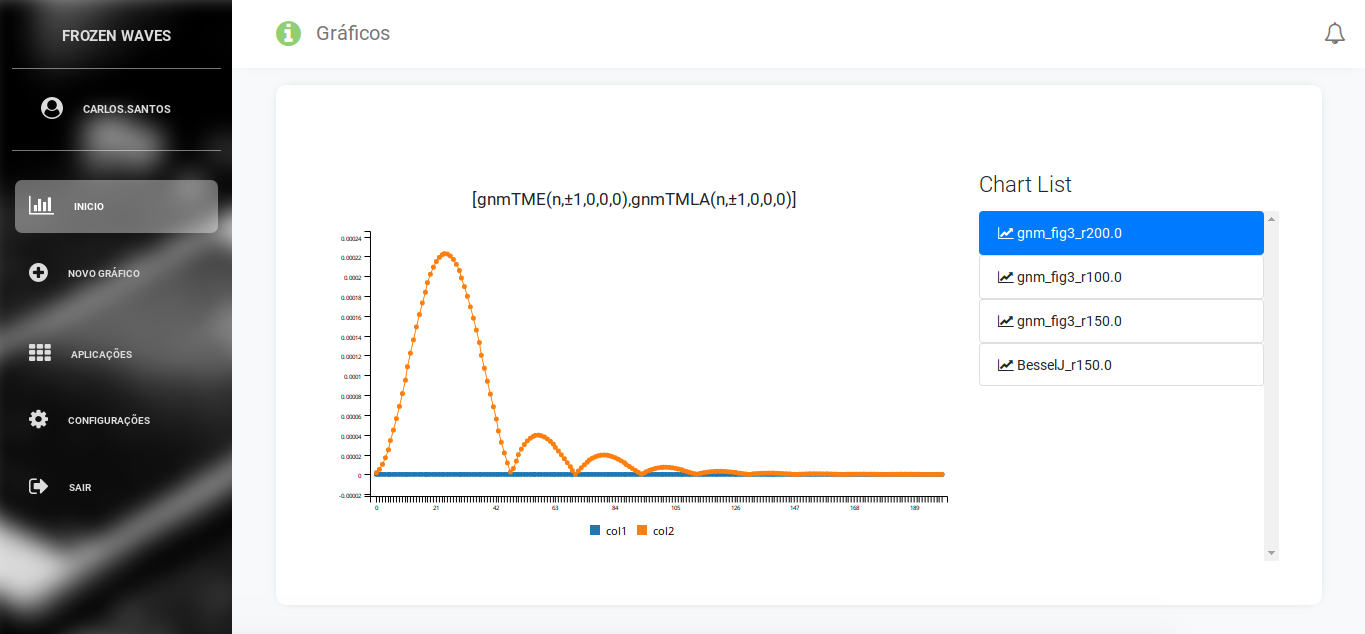 FROZEN WAVES
CARLOS.SANTOS
INICIO
NOVO GRÁFICO
APLICAÇÕES
CONFIGURAÇÕES
SAIR
Gráficos
[gnmTME(n,±1,0,0,0),gnmTMLA(n,±1,0,0,0)]
0.00024
0.00022
0.0002
0.00018
0.00016
0.00014
0.00012
0.0001
0.00008
0.00006
0.00004
0.00002
0
-0.00002
0 21 42 63 84 105 126 147 168 189
col1 col2
Chart List
gnm_fig3_r200.0
gnm_fig3_r100.0
gnm_fig3_r150.0
BesselJ_r150.0